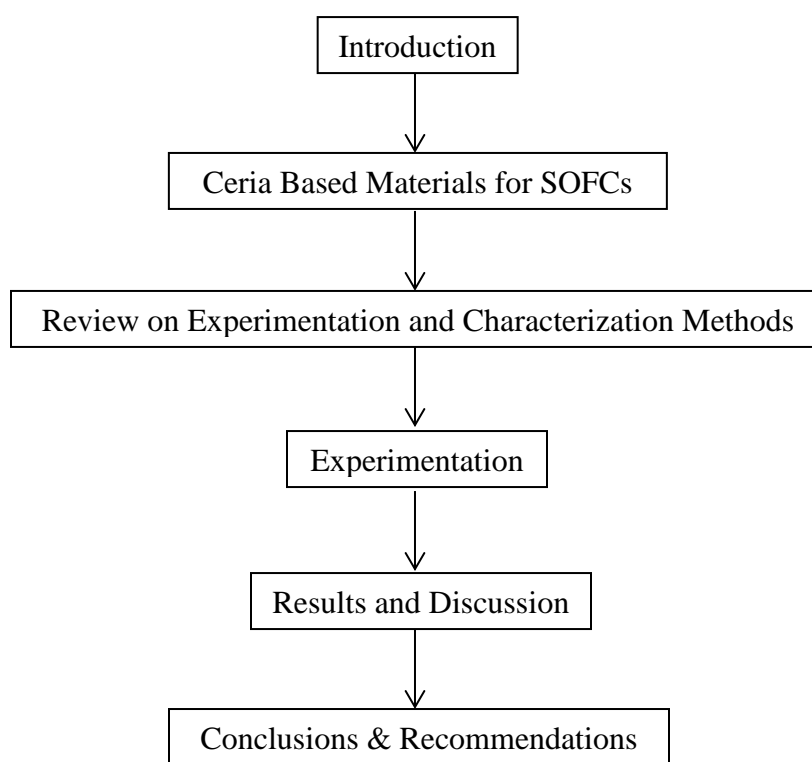 Introduction
Ceria Based Materials for SOFCs
Review on Experimentation and Characterization Methods
Experimentation
Results and Discussion
Conclusions & Recommendations